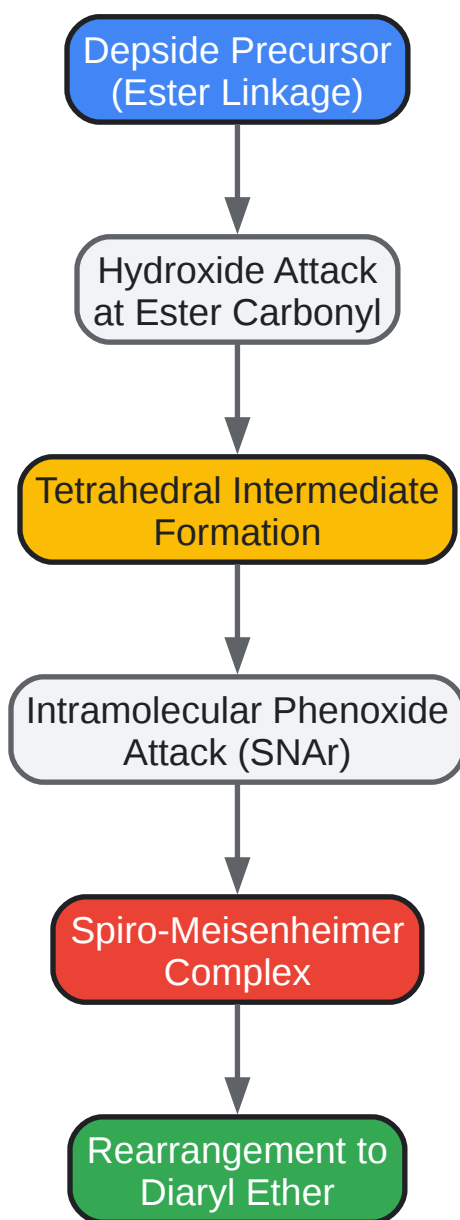 Depside Precursor
(Ester Linkage)
Hydroxide Attack
at Ester Carbonyl
Tetrahedral Intermediate
Formation
Intramolecular Phenoxide
Attack (SNAr)
Spiro-Meisenheimer
Complex
Rearrangement to
Diaryl Ether